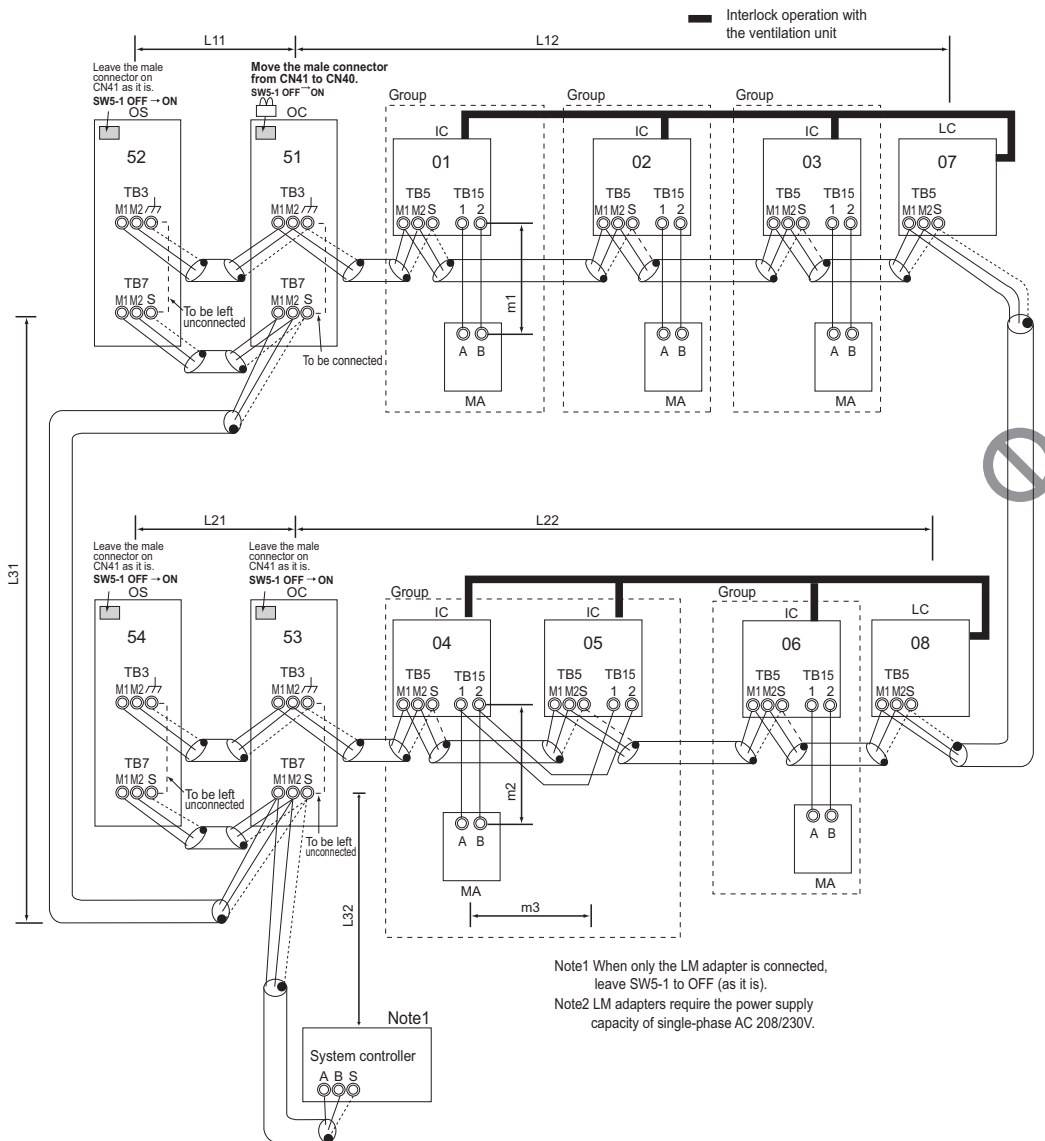 Interlock operation with
the ventilation unit
L11
L12
Leave the male
connector on
CN41 as it is.
SW5-1 OFF → ON
OS
Move the male connector
from CN41 to CN40.
SW5-1 OFF → ON
OC
Group
Group
Group
IC
IC
IC
LC
52
51
01
02
03
07
TB3
M1 M2
TB3
M1 M2
TB5
M1 M2 S
TB15
1 2
TB5
M1 M2 S
TB15
1 2
TB5
M1 M2 S
TB15
1 2
TB5
M1 M2 S
TB7
M1 M2 S
To be left
unconnected
TB7
M1 M2 S
To be connected
m1
A B
MA
A B
MA
A B
MA
L31
L21
L22
Leave the male
connector on
CN41 as it is.
SW5-1 OFF → ON
OS
Leave the male
connector on
CN41 as it is.
SW5-1 OFF → ON
OC
Group
Group
IC
IC
IC
LC
54
53
04
05
06
08
TB3
M1 M2
TB3
M1 M2
TB5
M1 M2 S
TB15
1 2
TB5
M1 M2 S
TB15
1 2
TB5
M1 M2 S
TB15
1 2
TB5
M1 M2 S
TB7
M1 M2 S
To be left
unconnected
TB7
M1 M2 S
To be left
unconnected
m2
A B
MA
A B
MA
m3
L32
Note1 When only the LM adapter is connected,
leave SW5-1 to OFF (as it is).
Note2 LM adapters require the power supply
capacity of single-phase AC 208/230V.
Note1
System controller
A B S